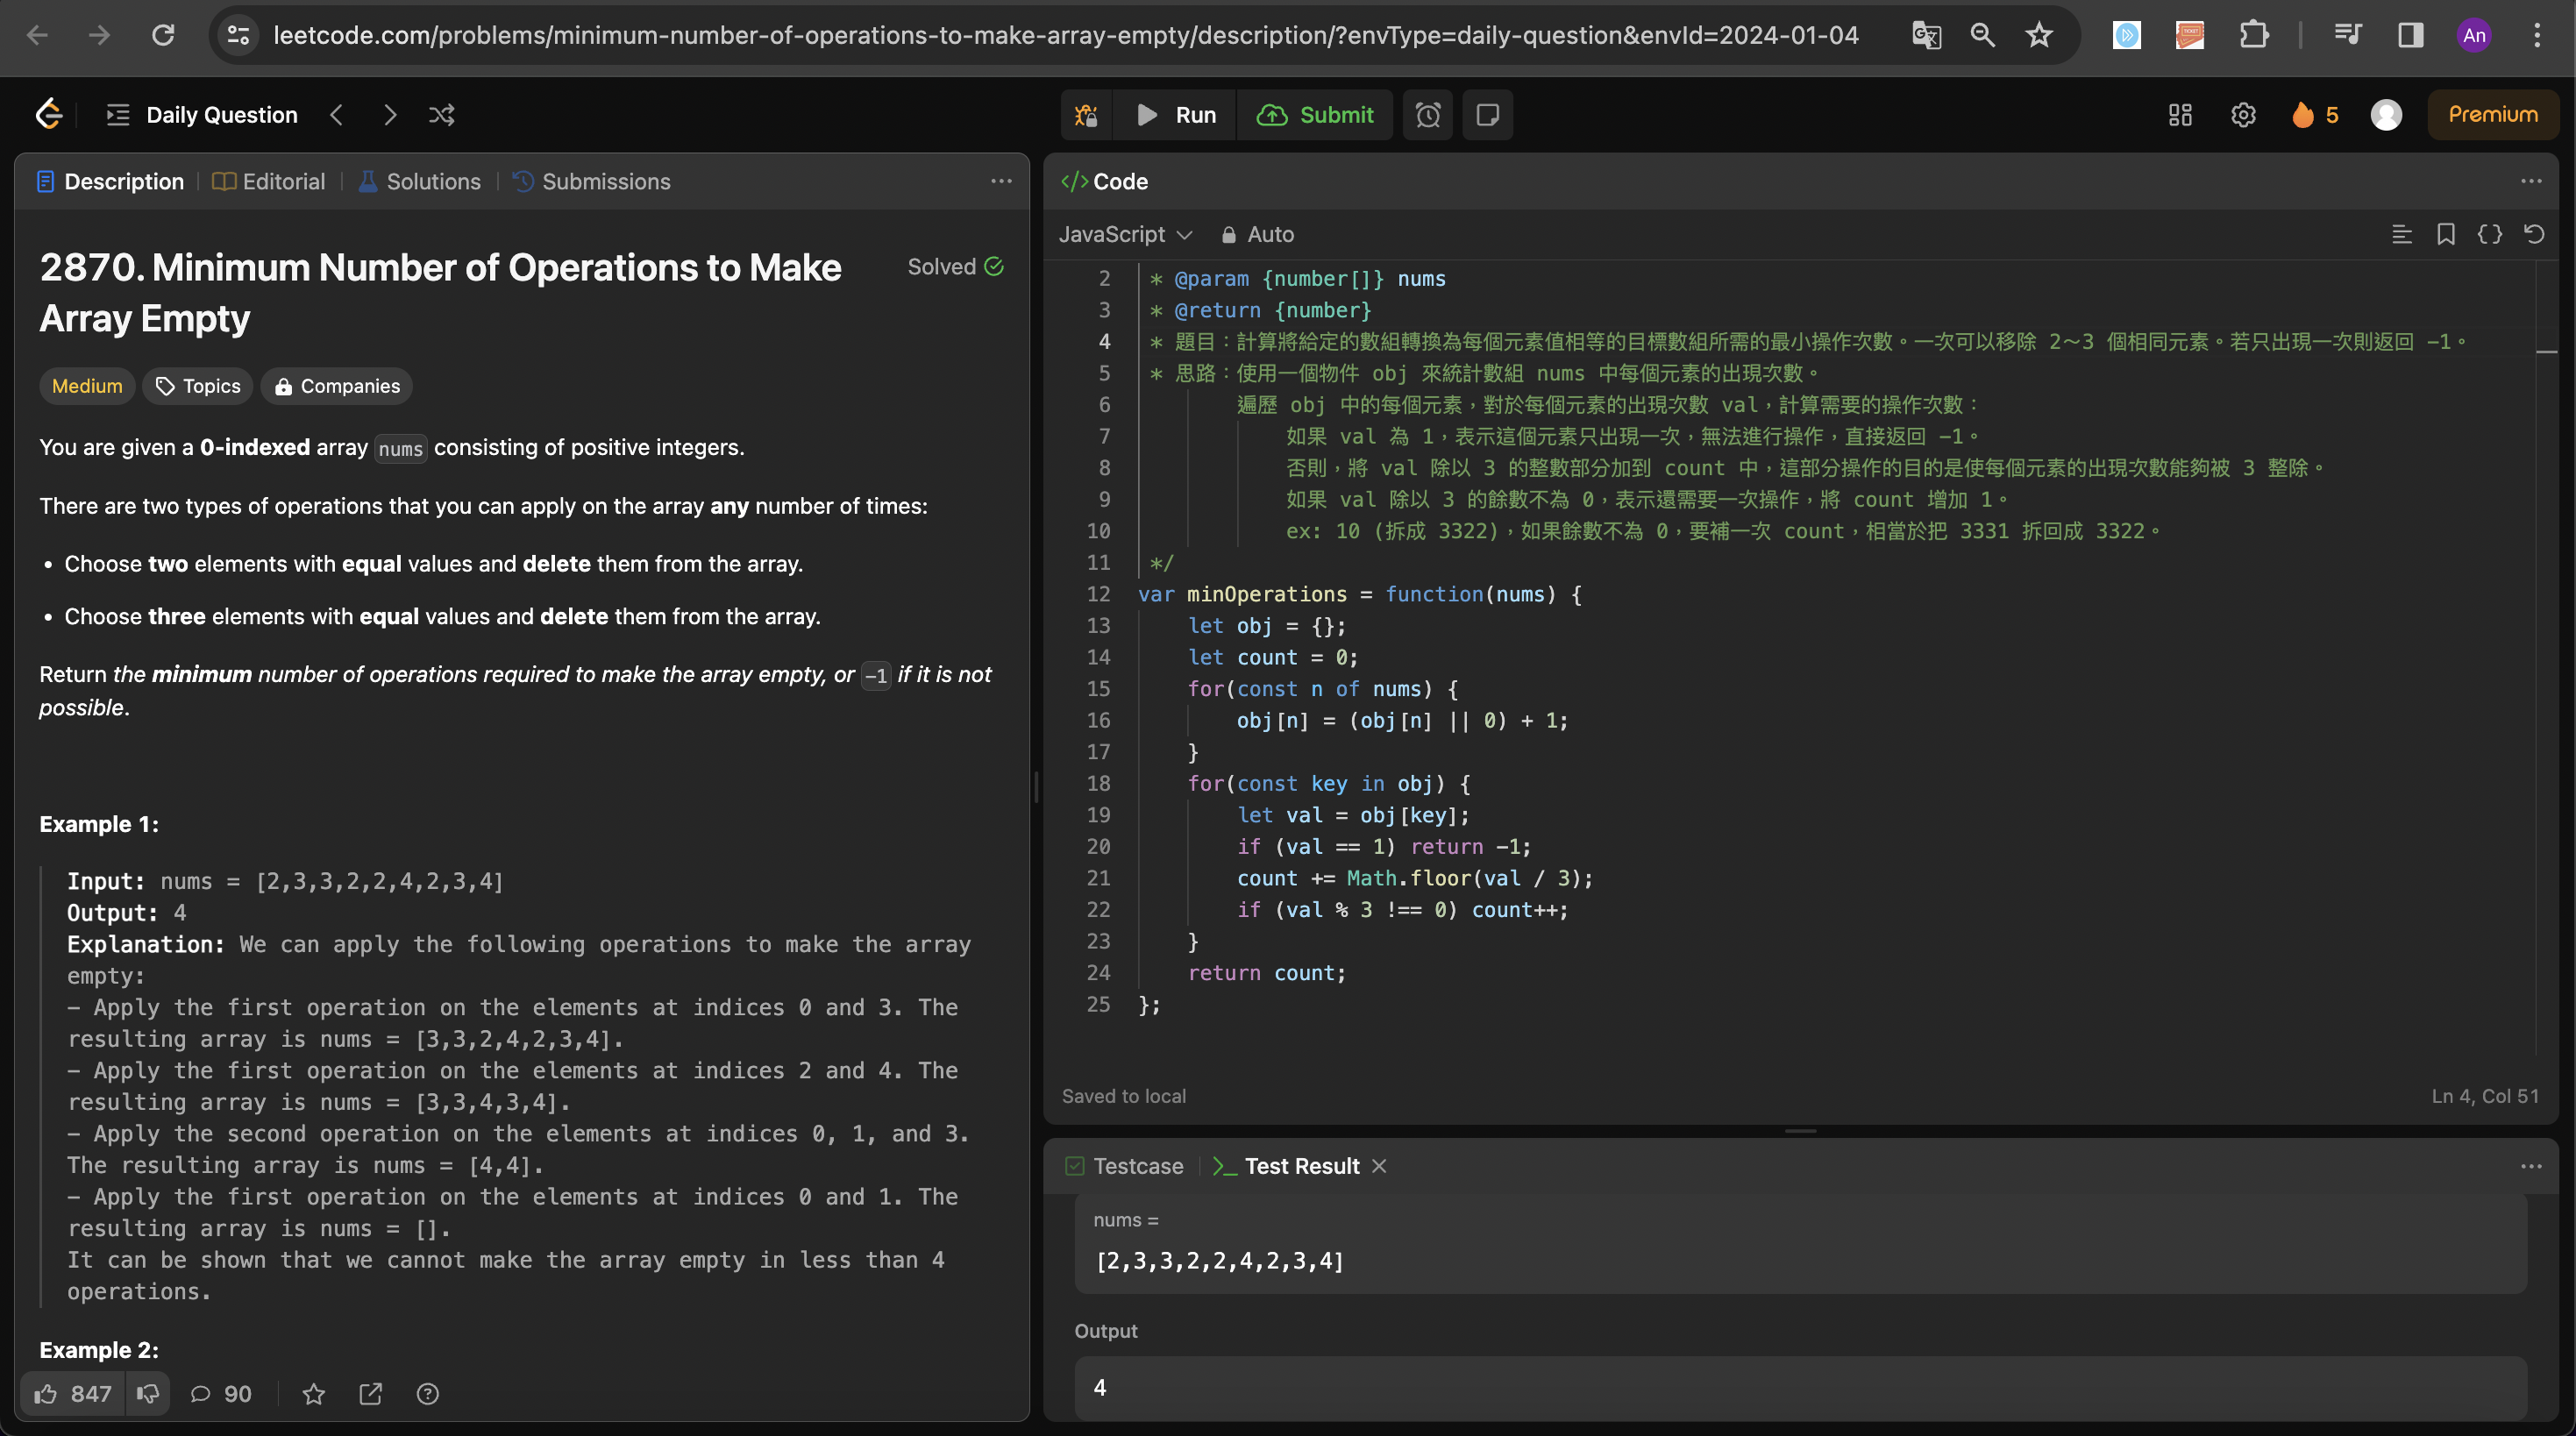 leetcode.com/problems/minimum-number-of-operations-to-make-array-empty/description/?envType=daily-question&envId=2024-01-04
An
Daily Question
Run
Submit
5
Premium
Description
Editorial
Solutions
Submissions
2870. Minimum Number of Operations to Make
Array Empty
Solved
Medium
Topics
Companies
You are given a 0-indexed array nums consisting of positive integers.
There are two types of operations that you can apply on the array any number of times:
• Choose two elements with equal values and delete them from the array.
• Choose three elements with equal values and delete them from the array.
Return the minimum number of operations required to make the array empty, or -1 if it is not
possible.
Example 1:
Input: nums = [2,3,3,2,2,4,2,3,4]
Output: 4
Explanation: We can apply the following operations to make the array
empty:
- Apply the first operation on the elements at indices 0 and 3. The
resulting array is nums = [3,3,2,4,2,3,4].
- Apply the first operation on the elements at indices 2 and 4. The
resulting array is nums = [3,3,4,3,4].
- Apply the second operation on the elements at indices 0, 1, and 3.
The resulting array is nums = [4,4].
- Apply the first operation on the elements at indices 0 and 1. The
resulting array is nums = [].
It can be shown that we cannot make the array empty in less than 4
operations.
Example 2:
847
90
</> Code
JavaScript
Auto
2 * @param {number[]} nums
3 * @return {number}
4 * 題目：計算將給定的數組轉換為每個元素值相等的目標數組所需的最小操作次數。一次可以移除 2～3 個相同元素。若只出現一次則返回 -1。
5 * 思路：使用一個物件 obj 來統計數組 nums 中每個元素的出現次數。
6 遍歷 obj 中的每個元素，對於每個元素的出現次數 val，計算需要的操作次數：
7 如果 val 為 1，表示這個元素只出現一次，無法進行操作，直接返回 -1。
8 否則，將 val 除以 3 的整數部分加到 count 中，這部分操作的目的是使每個元素的出現次數能夠被 3 整除。
9 如果 val 除以 3 的餘數不為 0，表示還需要一次操作，將 count 增加 1。
10 ex: 10 (拆成 3322)，如果餘數不為 0，要補一次 count，相當於把 3331 拆回成 3322。
11 */
12 var minOperations = function(nums) {
13 let obj = {};
14 let count = 0;
15 for(const n of nums) {
16 obj[n] = (obj[n] || 0) + 1;
17 }
18 for(const key in obj) {
19 let val = obj[key];
20 if (val == 1) return -1;
21 count += Math.floor(val / 3);
22 if (val % 3 !== 0) count++;
23 }
24 return count;
25 };
Saved to local
Ln 4, Col 51
Testcase
Test Result
nums =
[2,3,3,2,2,4,2,3,4]
Output
4